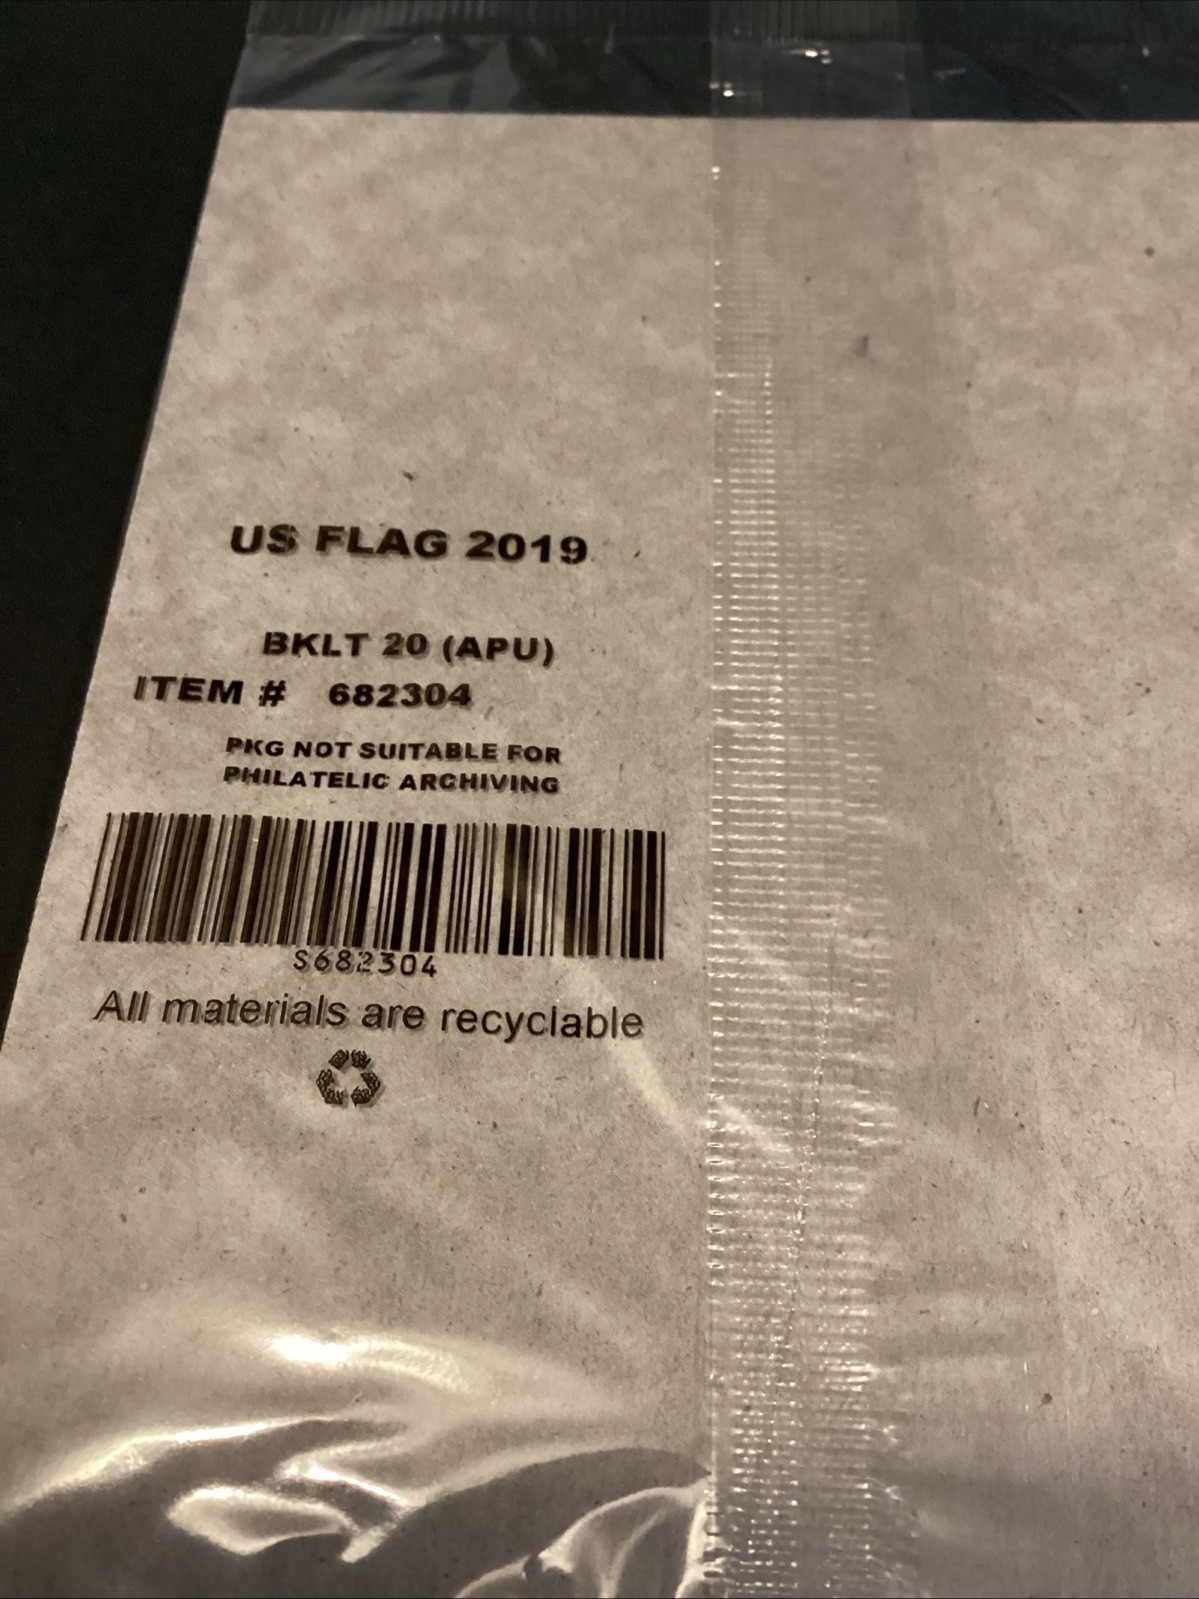 US FLAG 2019
BKLT 20 (APU)
ITEM # 682304
PKG NOT SUITABLE FOR
PHILATELIC ARCHIVING
S682304
All materials are recyclable